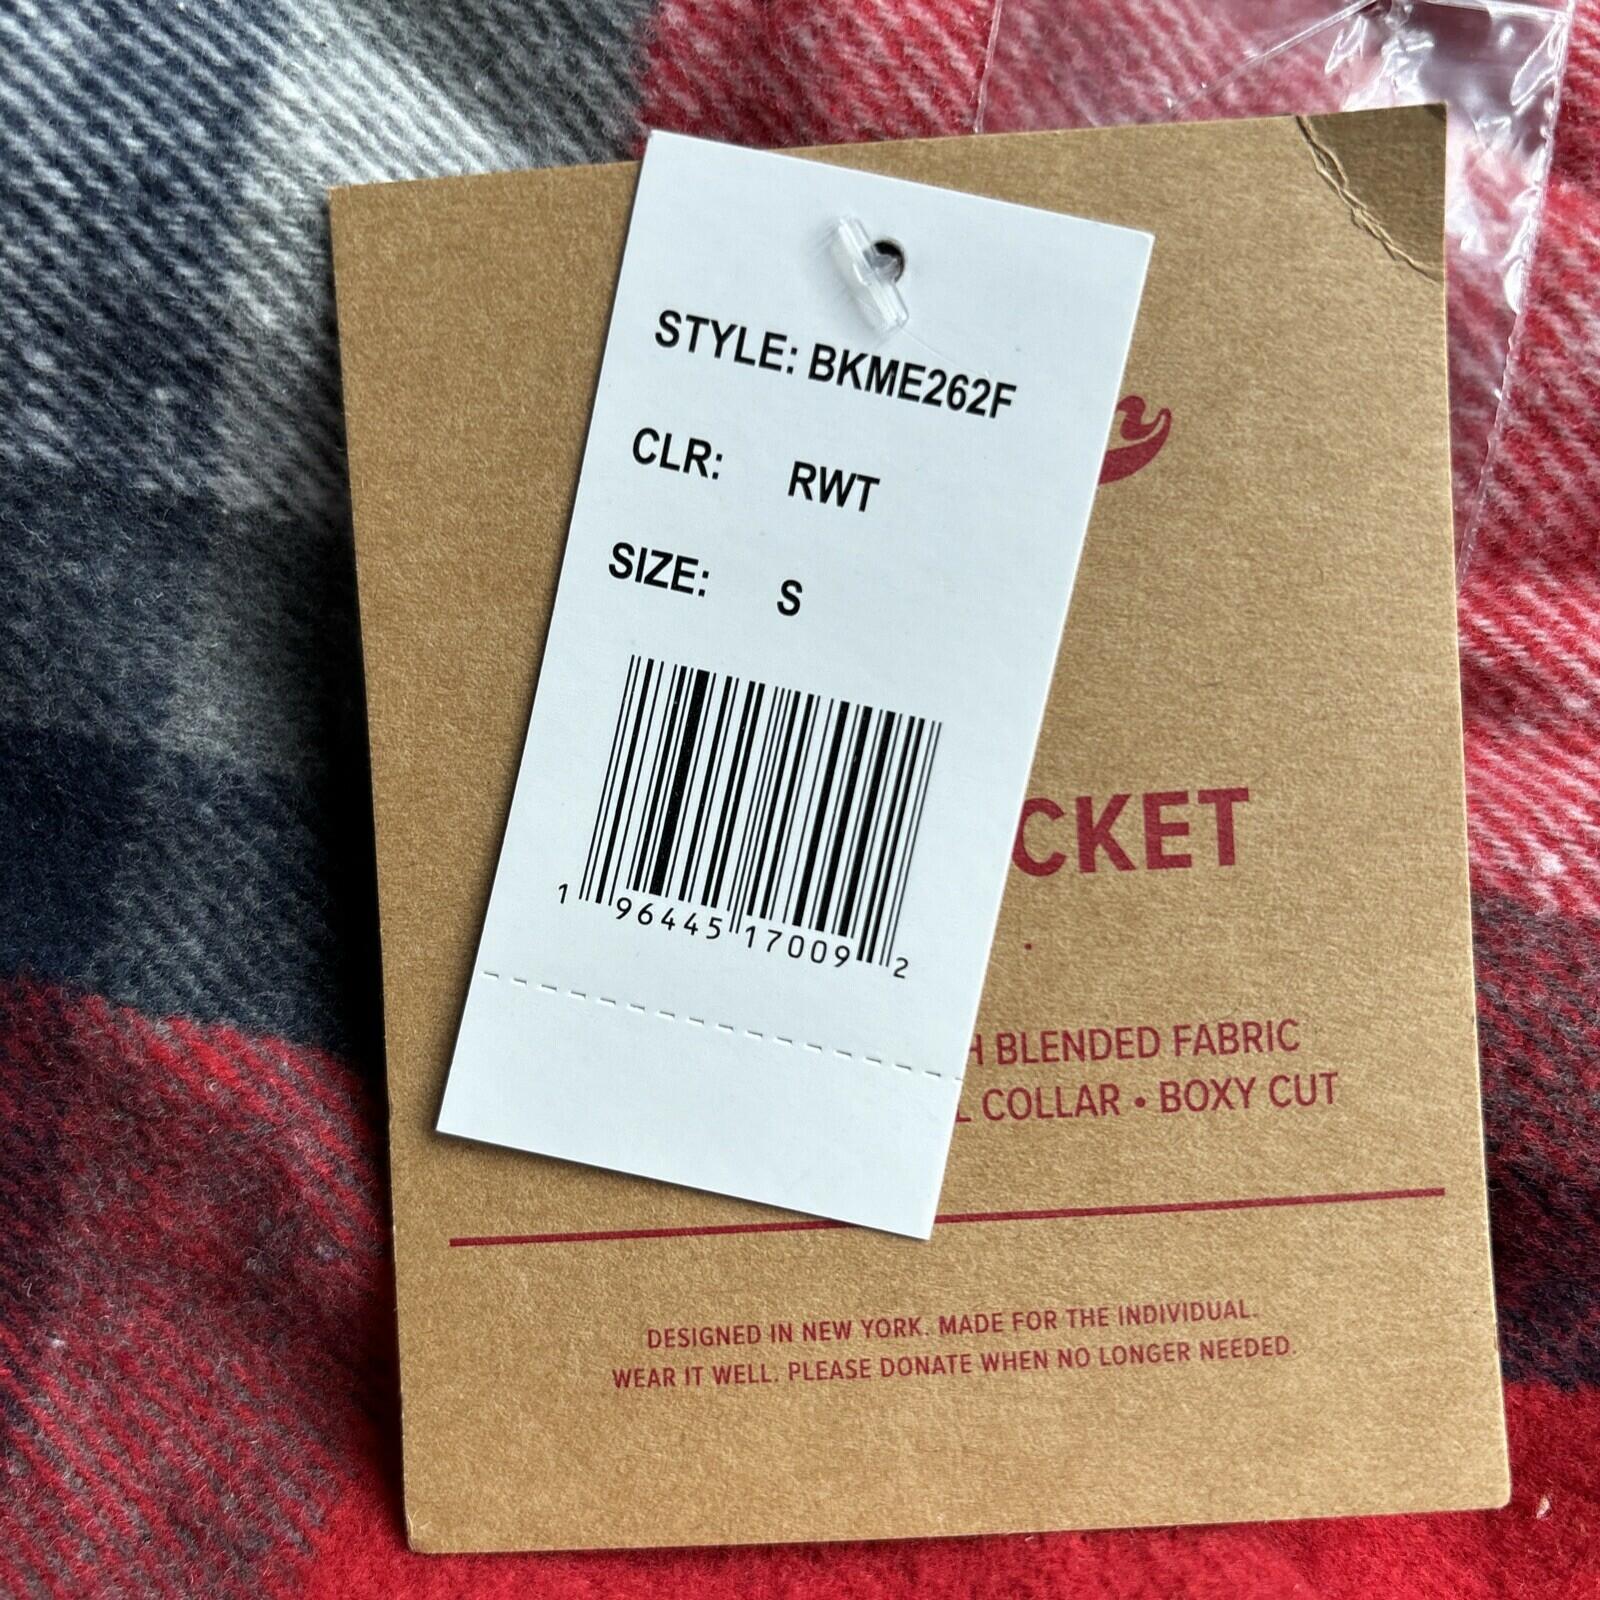 STYLE: BKME262F
CLR: RWT
SIZE: S
1 96445 17009 2
BLENDED FABRIC
COLLAR • BOXY CUT
DESIGNED IN NEW YORK. MADE FOR THE INDIVIDUAL.
WEAR IT WELL. PLEASE DONATE WHEN NO LONGER NEEDED.